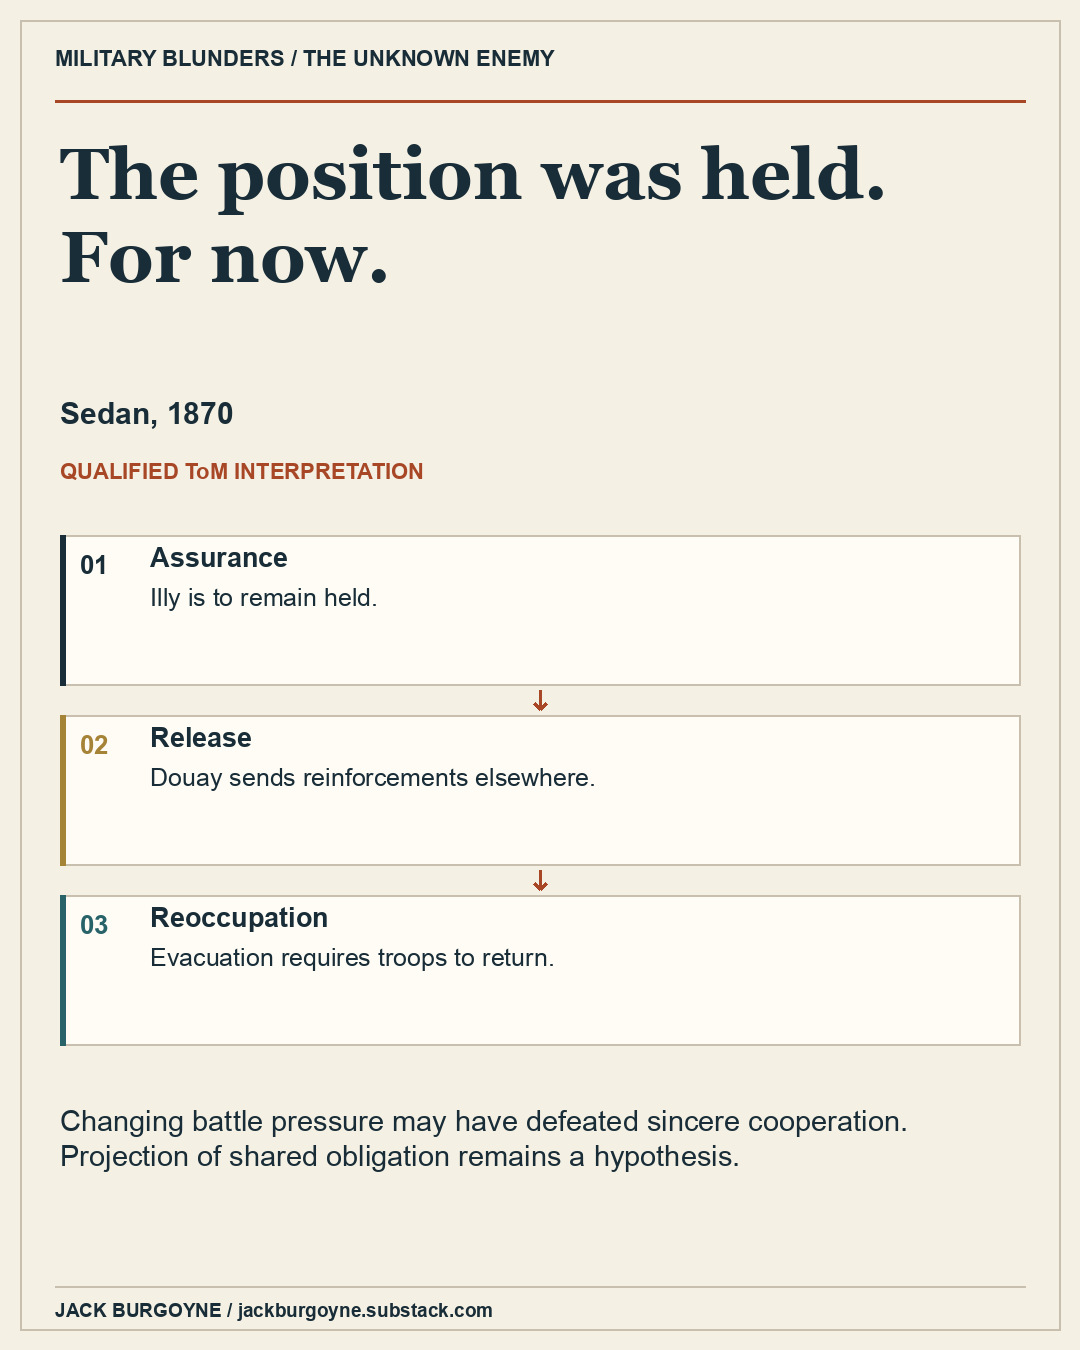 MILITARY BLUNDERS / THE UNKNOWN ENEMY
The position was held.
For now.
Sedan, 1870
QUALIFIED ToM INTERPRETATION
01
Assurance
Illy is to remain held.
↓
02
Release
Douay sends reinforcements elsewhere.
↓
03
Reoccupation
Evacuation requires troops to return.
Changing battle pressure may have defeated sincere cooperation.
Projection of shared obligation remains a hypothesis.
JACK BURGOYNE / jackburgoyne.substack.com